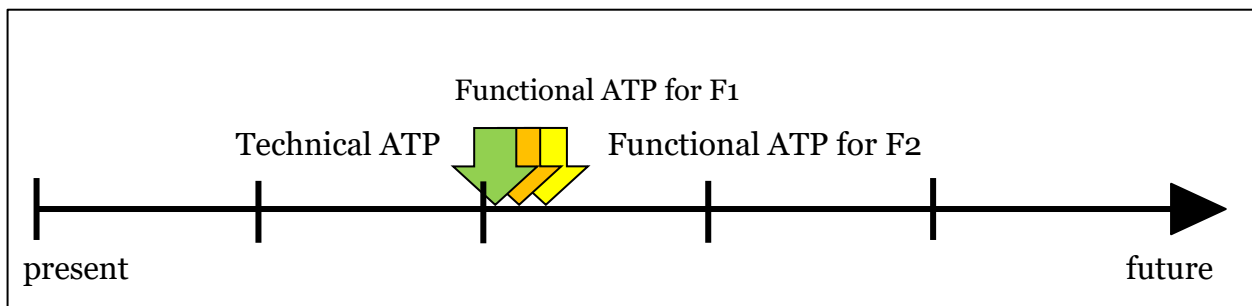 Functional ATP for F1
Technical ATP
Functional ATP for F2
present
future